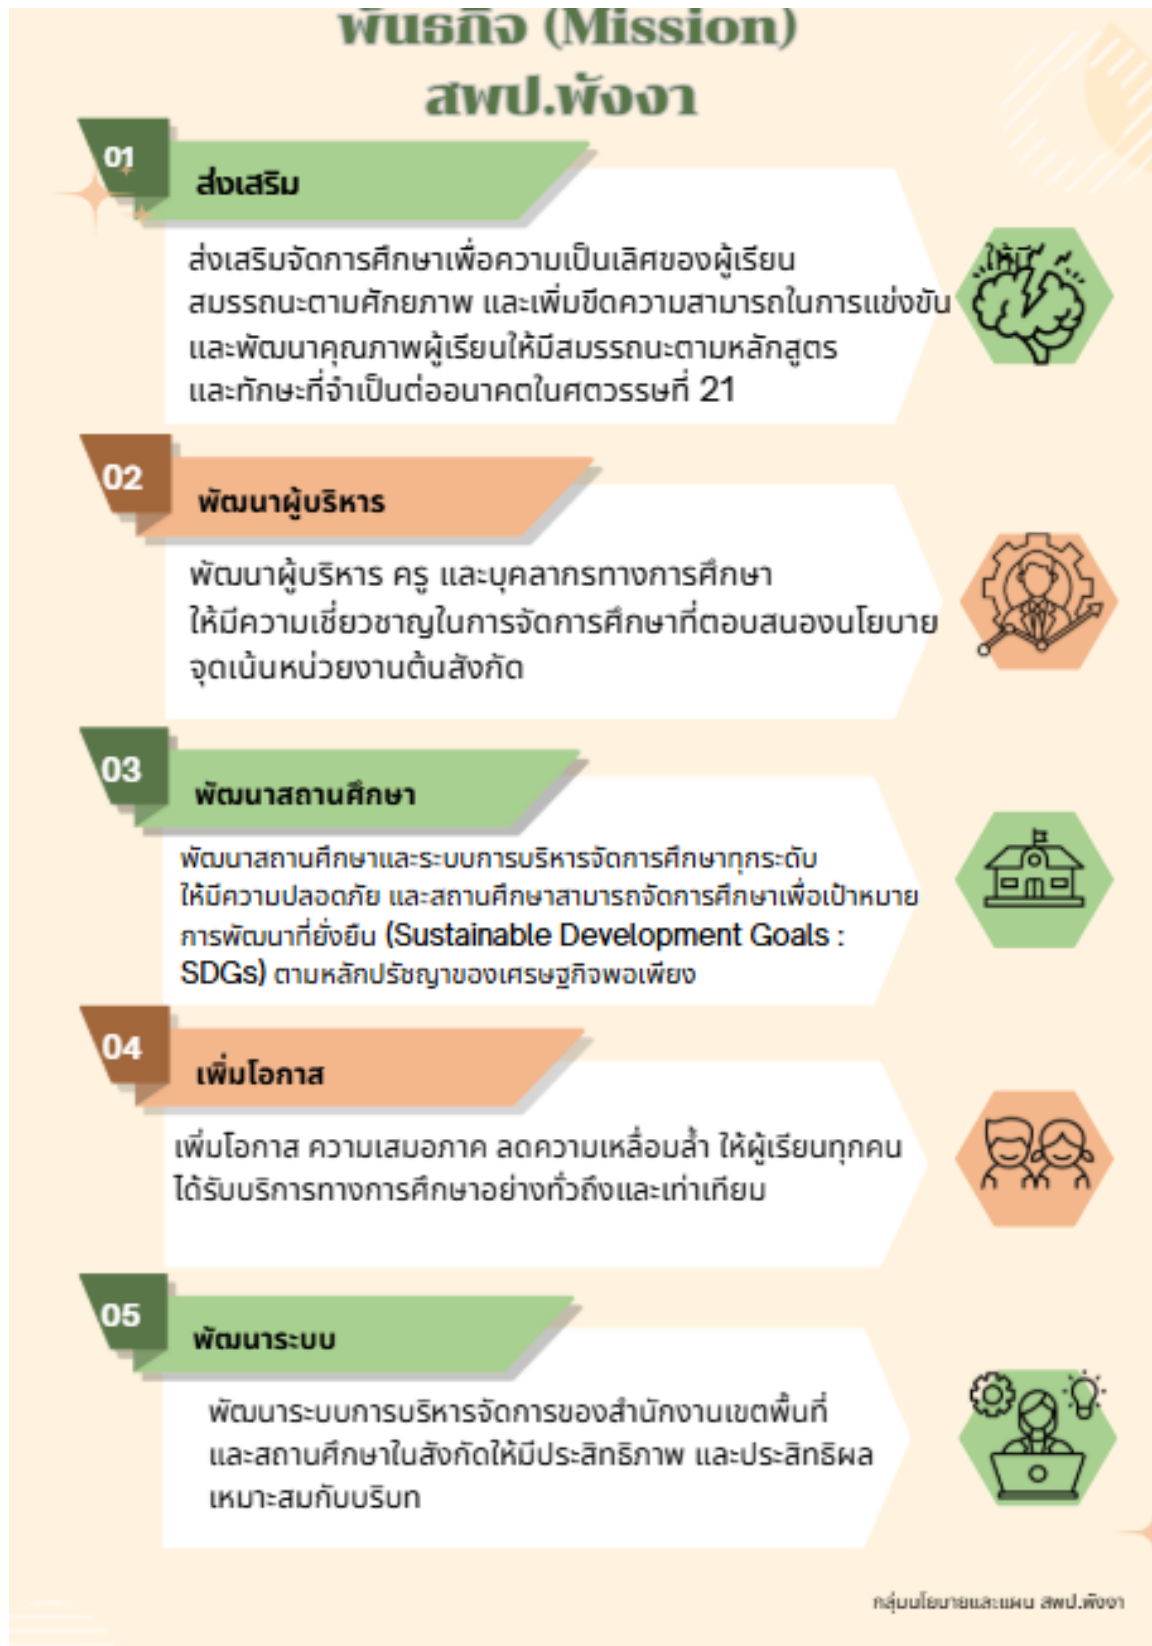 พันธกิจ (Mission)
สพป.พังงา
01
ส่งเสริม
ส่งเสริมจัดการศึกษาเพื่อความเป็นเลิศของผู้เรียน ให้มี
สมรรถนะตามศักยภาพ และเพิ่มขีดความสามารถในการแข่งขัน
และพัฒนาคุณภาพผู้เรียนให้มีสมรรถนะตามหลักสูตร
และทักษะที่จำเป็นต่ออนาคตในศตวรรษที่ 21
02
พัฒนาผู้บริหาร
พัฒนาผู้บริหาร ครู และบุคลากรทางการศึกษา
ให้มีความเชี่ยวชาญในการจัดการศึกษาที่ตอบสนองนโยบาย
จุดเน้นหน่วยงานต้นสังกัด
03
พัฒนาสถานศึกษา
พัฒนาสถานศึกษาและระบบการบริหารจัดการศึกษาทุกระดับ
ให้มีความปลอดภัย และสถานศึกษาสามารถจัดการศึกษาเพื่อเป้าหมาย
การพัฒนาที่ยั่งยืน (Sustainable Development Goals :
SDGs) ตามหลักปรัชญาของเศรษฐกิจพอเพียง
04
เพิ่มโอกาส
เพิ่มโอกาส ความเสมอภาค ลดความเหลื่อมล้ำ ให้ผู้เรียนทุกคน
ได้รับบริการทางการศึกษาอย่างทั่วถึงและเท่าเทียม
05
พัฒนาระบบ
พัฒนาระบบการบริหารจัดการของสำนักงานเขตพื้นที่
และสถานศึกษาในสังกัดให้มีประสิทธิภาพ และประสิทธิผล
เหมาะสมกับบริบท
กลุ่มนโยบายและแผน สพป.พังงา